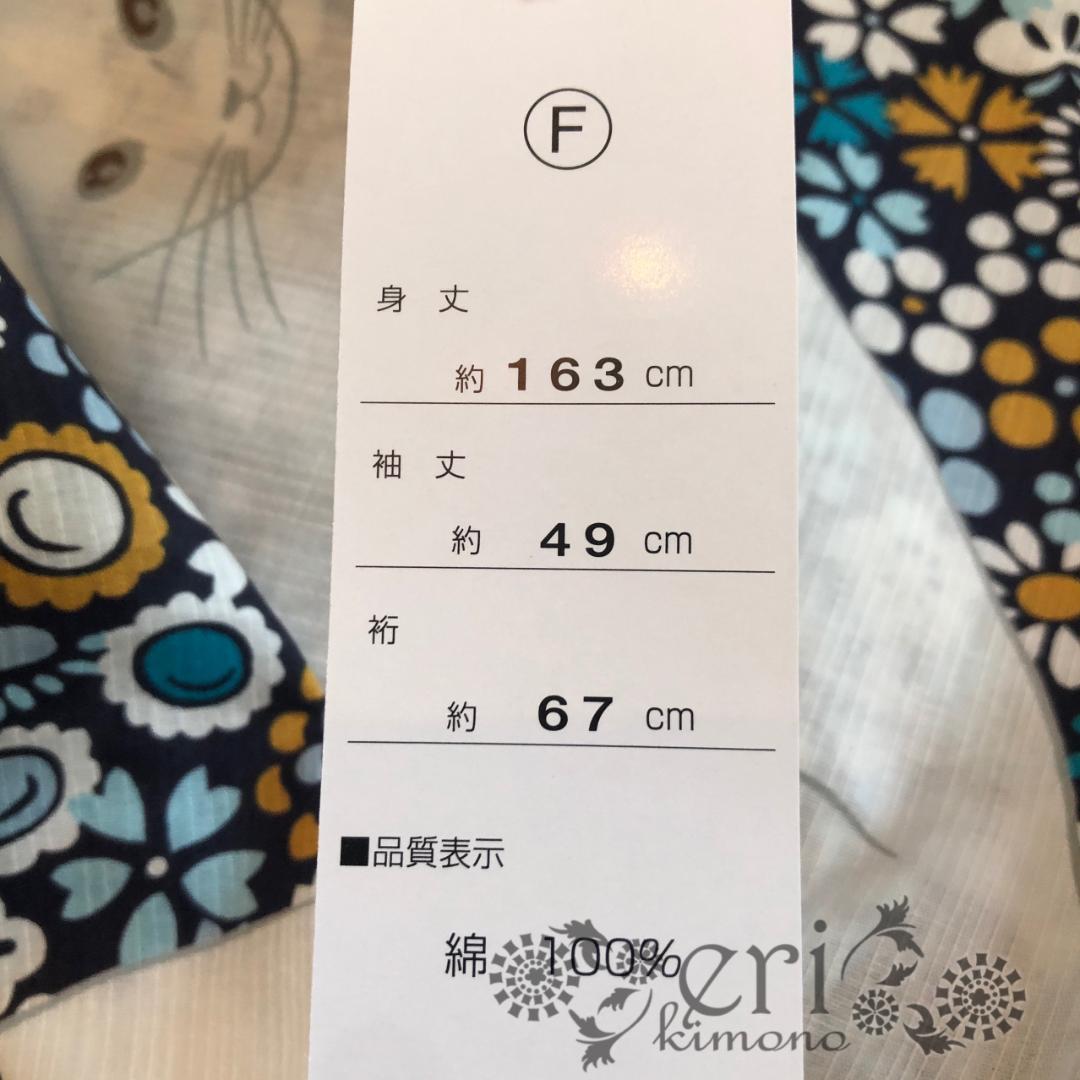 F
身 丈
約 163 cm
袖 丈
約 49 cm
裄
約 67 cm
■品質表示
綿 100%
eri
kimono